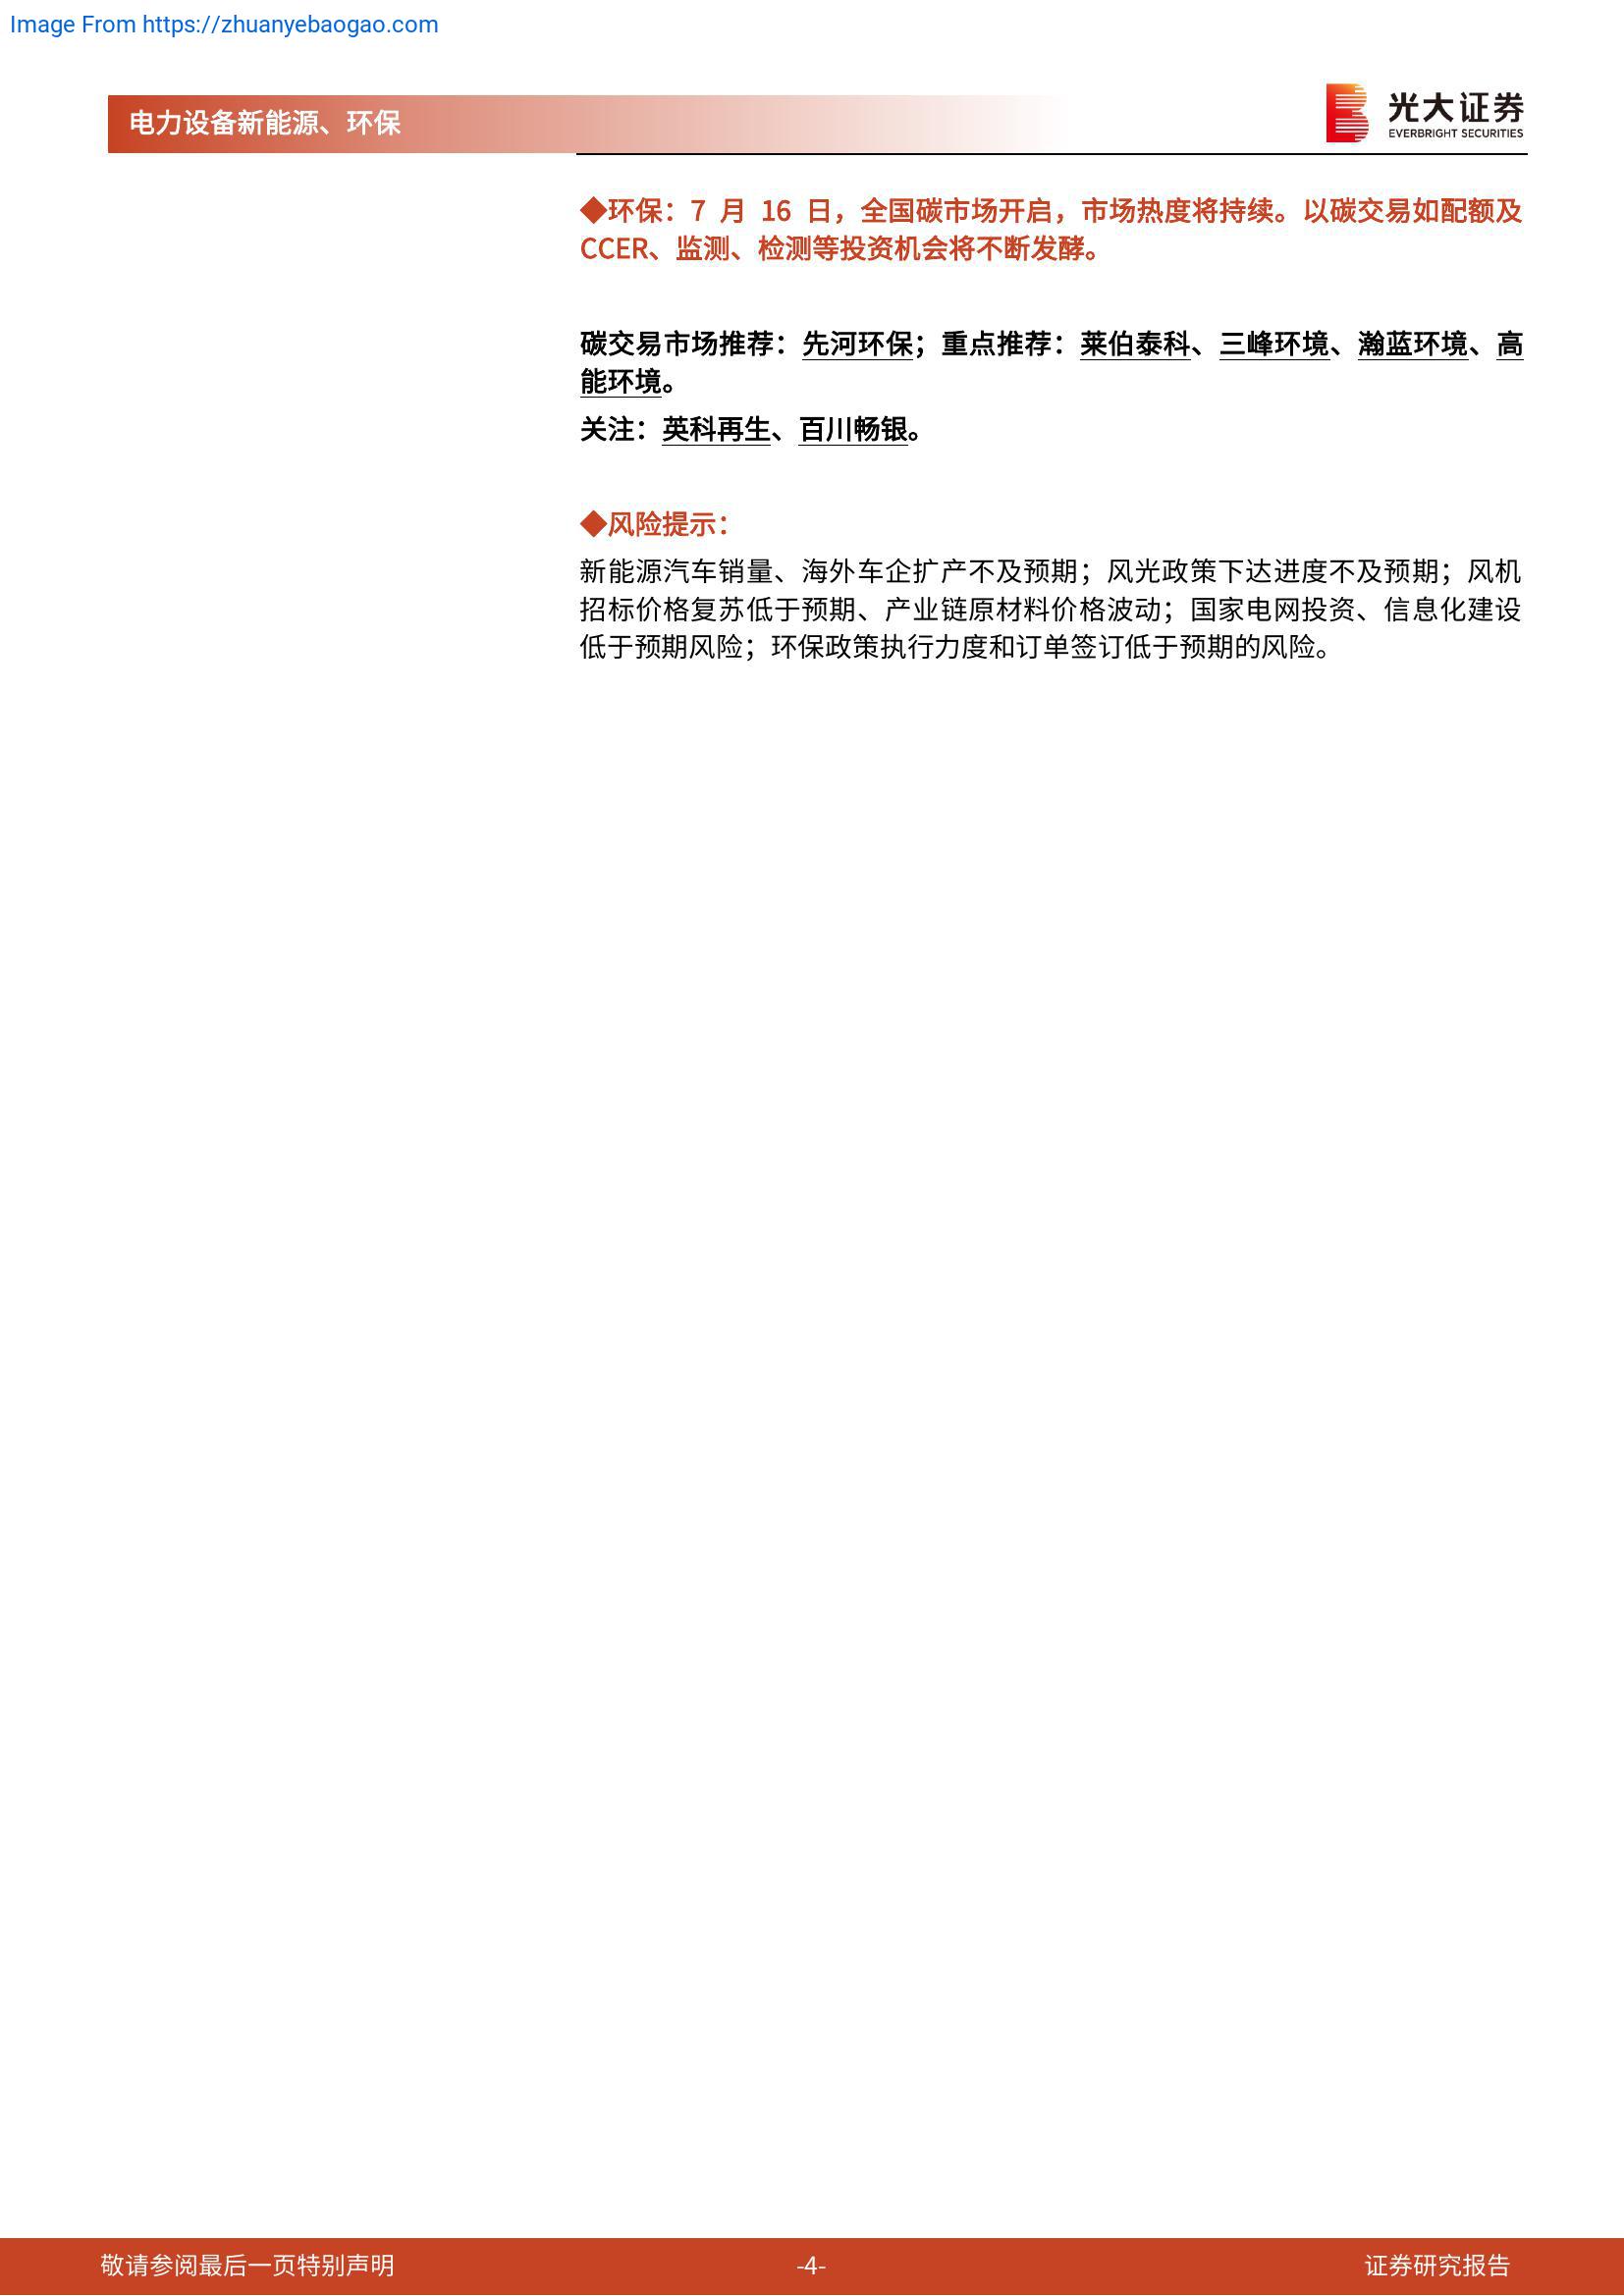 Image From https://zhuanyebaogao.com
电力设备新能源、环保
光大证券
EVERBRIGHT SECURITIES
◆环保：7 月 16 日，全国碳市场开启，市场热度将持续。以碳交易如配额及
CCER、监测、检测等投资机会将不断发酵。
碳交易市场推荐：先河环保；重点推荐：莱伯泰科、三峰环境、瀚蓝环境、高
能环境。
关注：英科再生、百川畅银。
◆风险提示：
新能源汽车销量、海外车企扩产不及预期；风光政策下达进度不及预期；风机
招标价格复苏低于预期、产业链原材料价格波动；国家电网投资、信息化建设
低于预期风险；环保政策执行力度和订单签订低于预期的风险。
敬请参阅最后一页特别声明
-4-
证券研究报告